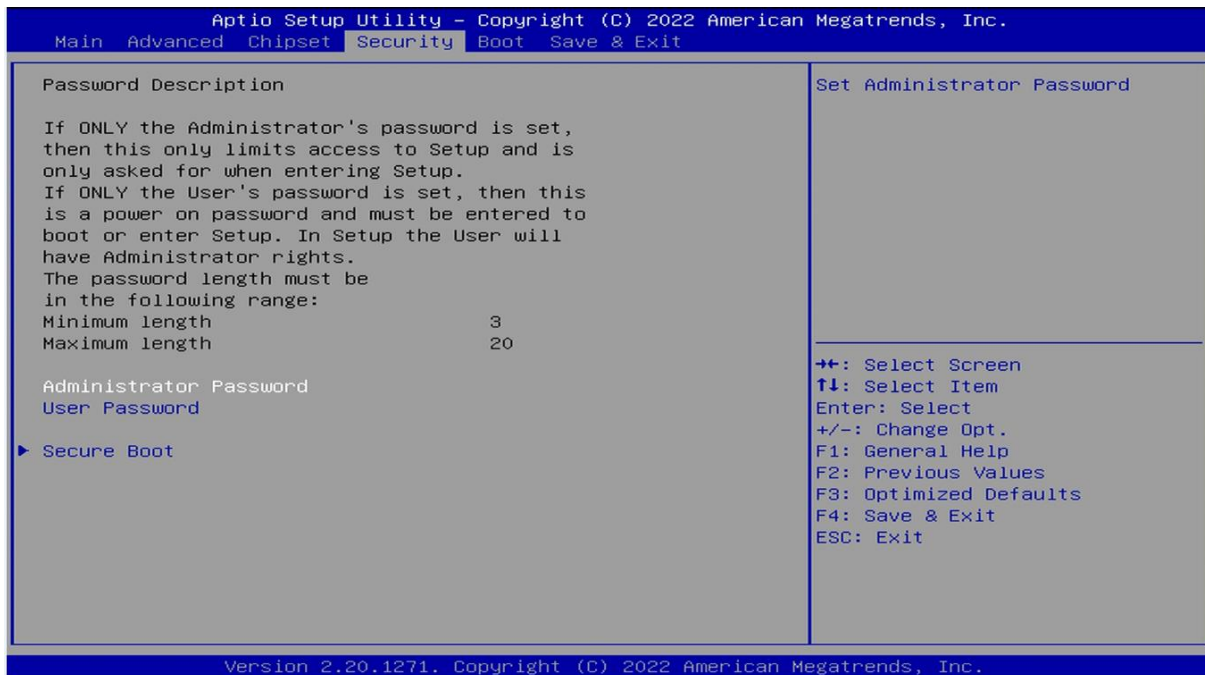 Aptio Setup Utility – Copyright (C) 2022 American Megatrends, Inc.
Main Advanced Chipset Security Boot Save & Exit
Password Description
If ONLY the Administrator's password is set,
then this only limits access to Setup and is
only asked for when entering Setup.
If ONLY the User's password is set, then this
is a power on password and must be entered to
boot or enter Setup. In Setup the User will
have Administrator rights.
The password length must be
in the following range:
Minimum length 3
Maximum length 20
Administrator Password
User Password
► Secure Boot
Set Administrator Password
→←: Select Screen
↑↓: Select Item
Enter: Select
+/-: Change Opt.
F1: General Help
F2: Previous Values
F3: Optimized Defaults
F4: Save & Exit
ESC: Exit
Version 2.20.1271. Copyright (C) 2022 American Megatrends, Inc.